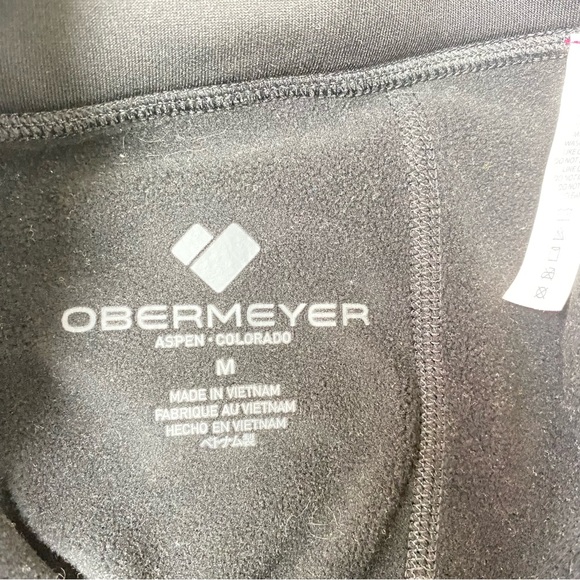 OBERMEYER
ASPEN • COLORADO
M
MADE IN VIETNAM
FABRIQUE AU VIETNAM
HECHO EN VIETNAM
ベトナム製